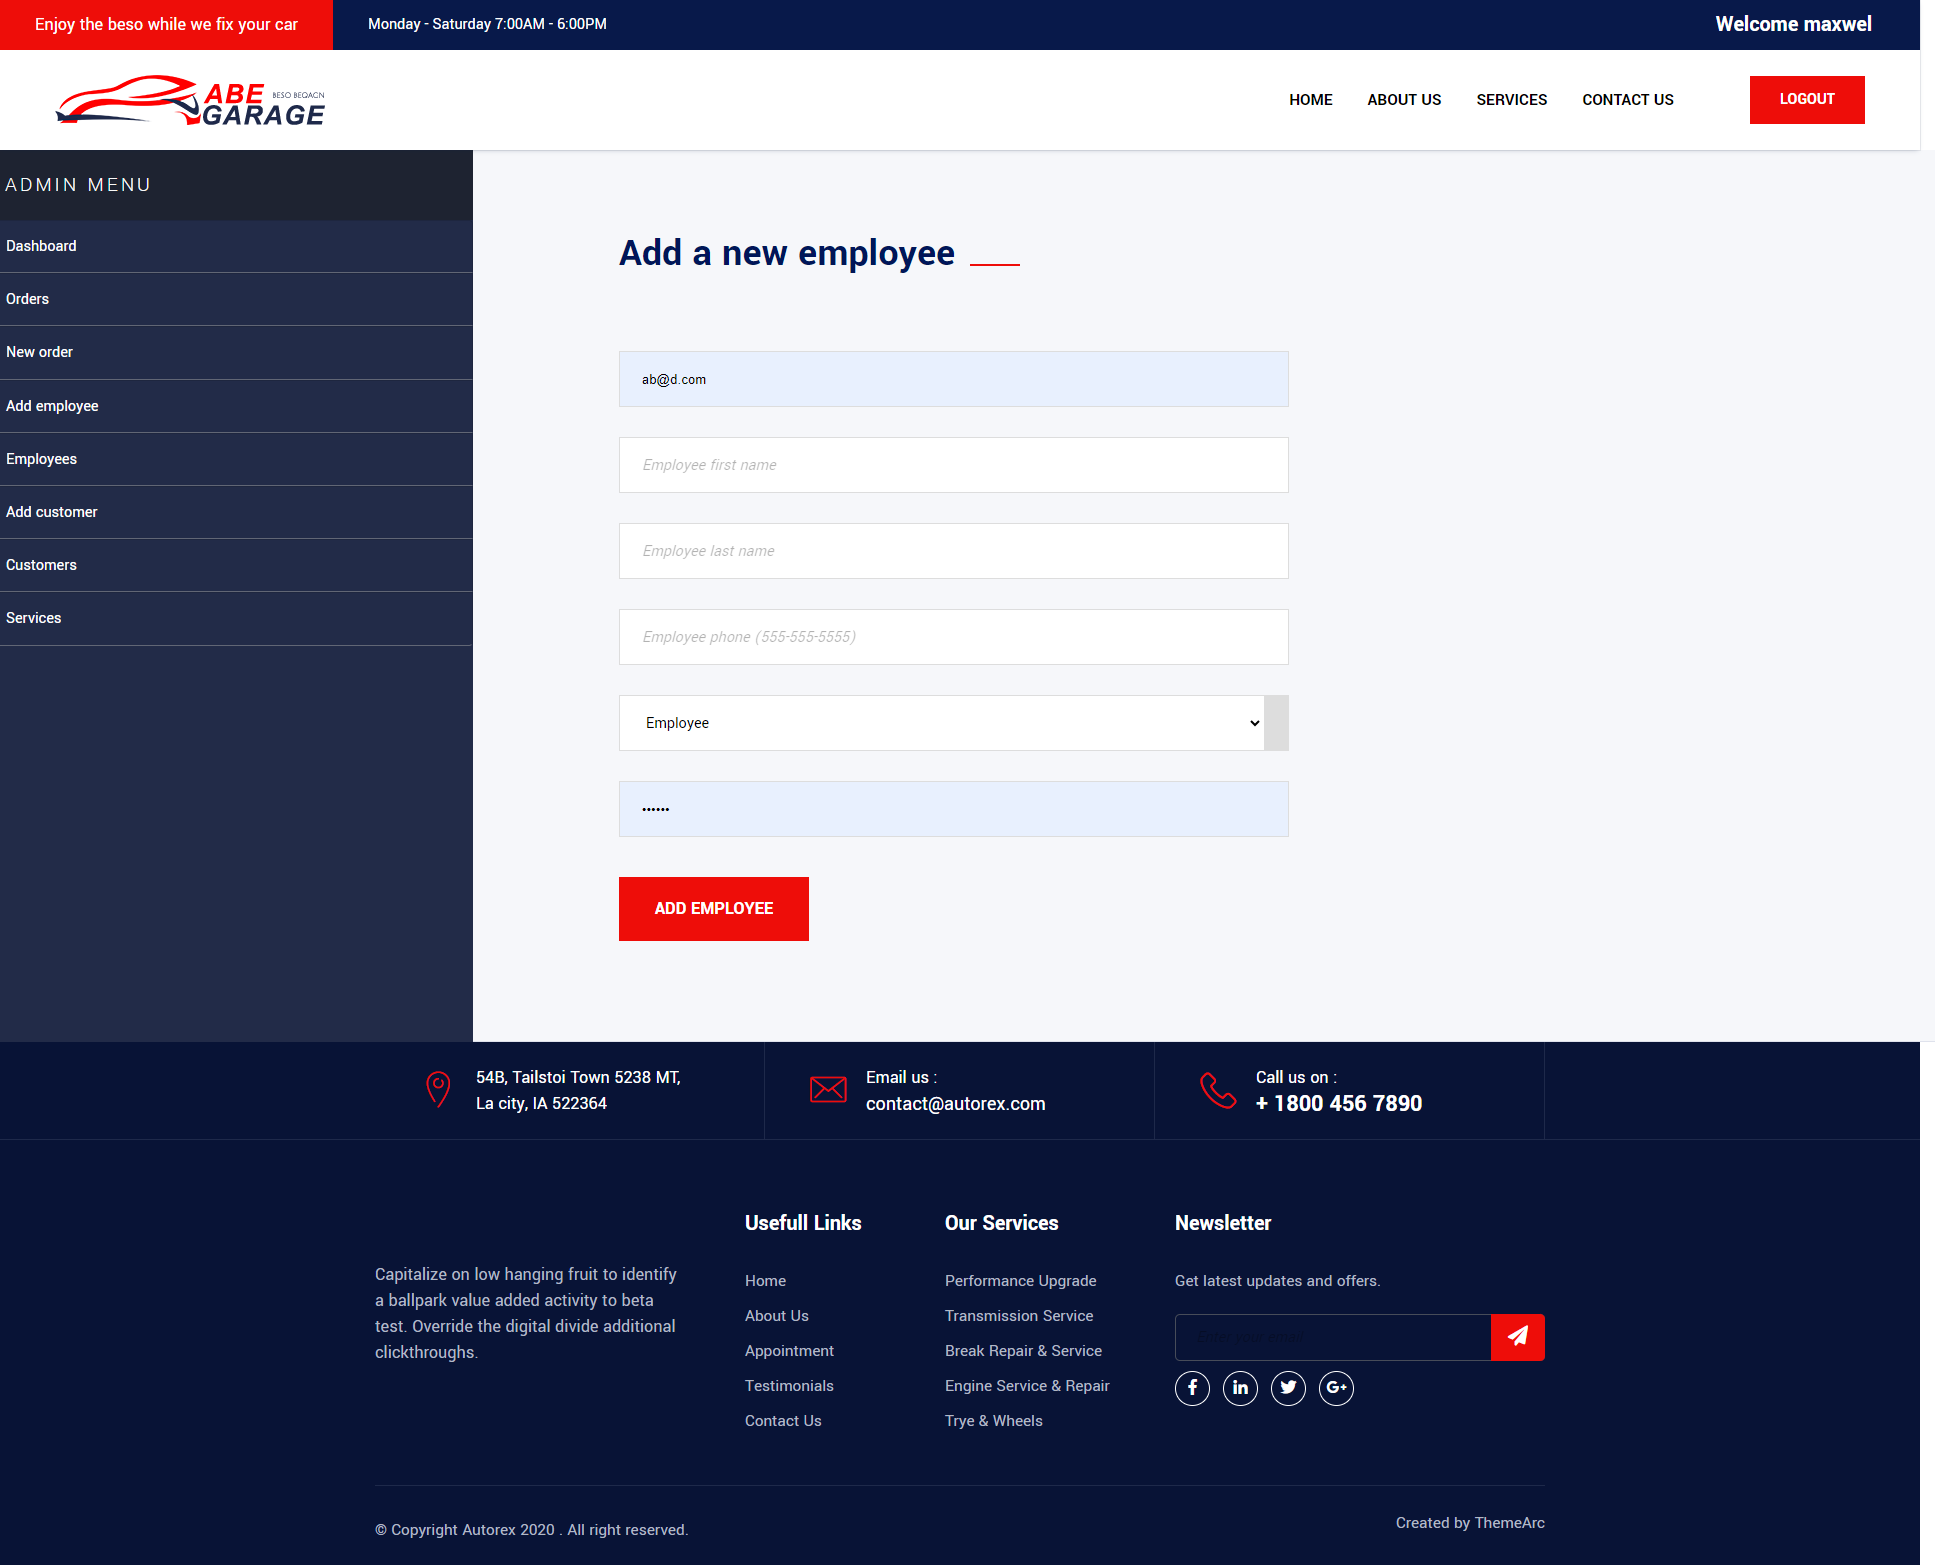 Enjoy the beso while we fix your car
Monday - Saturday 7:00AM - 6:00PM
Welcome maxwel
ABE BESO BEQACN
GARAGE
HOME ABOUT US SERVICES CONTACT US
LOGOUT
ADMIN MENU
Dashboard
Orders
New order
Add employee
Employees
Add customer
Customers
Services
Add a new employee
ab@d.com
Employee first name
Employee last name
Employee phone (555-555-5555)
Employee
••••••
ADD EMPLOYEE
54B, Tailstoi Town 5238 MT,
La city, IA 522364
Email us :
contact@autorex.com
Call us on :
+ 1800 456 7890
Capitalize on low hanging fruit to identify
a ballpark value added activity to beta
test. Override the digital divide additional
clickthroughs.
Usefull Links
Home
About Us
Appointment
Testimonials
Contact Us
Our Services
Performance Upgrade
Transmission Service
Break Repair & Service
Engine Service & Repair
Trye & Wheels
Newsletter
Get latest updates and offers.
Enter your email
© Copyright Autorex 2020 . All right reserved.
Created by ThemeArc